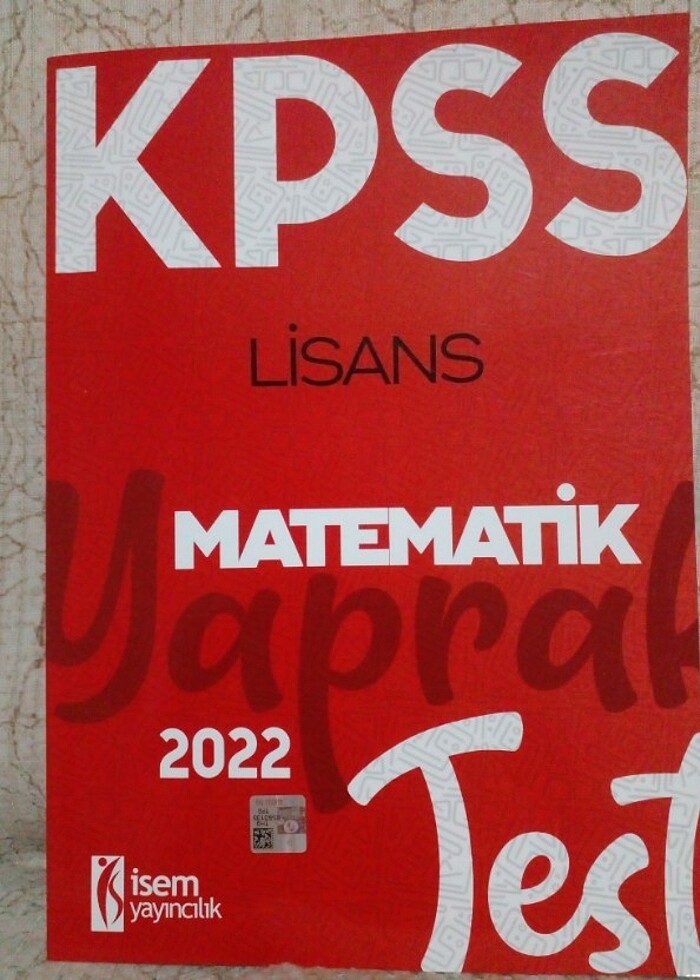 KPSS
LİSANS
MATEMATİK
Yaprak
2022
Test
isem
yayıncılık